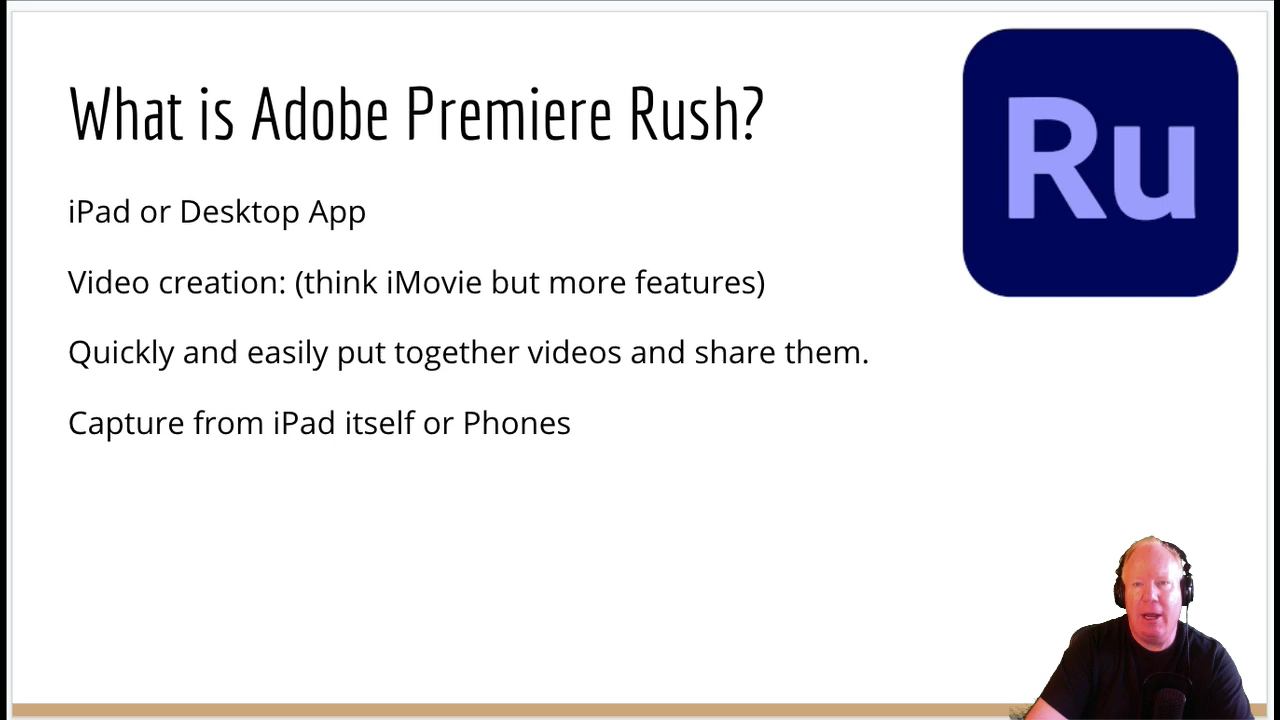 What is Adobe Premiere Rush?
Ru
iPad or Desktop App
Video creation: (think iMovie but more features)
Quickly and easily put together videos and share them.
Capture from iPad itself or Phones